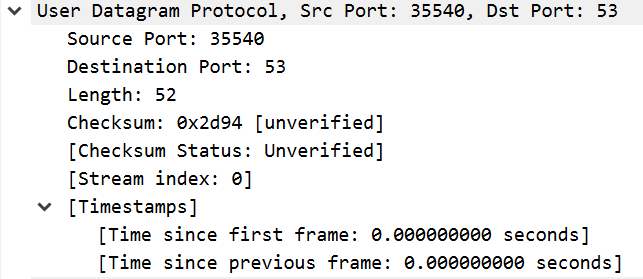 User Datagram Protocol, Src Port: 35540, Dst Port: 53
Source Port: 35540
Destination Port: 53
Length: 52
Checksum: 0x2d94 [unverified]
[Checksum Status: Unverified]
[Stream index: 0]
[Timestamps]
[Time since first frame: 0.000000000 seconds]
[Time since previous frame: 0.000000000 seconds]